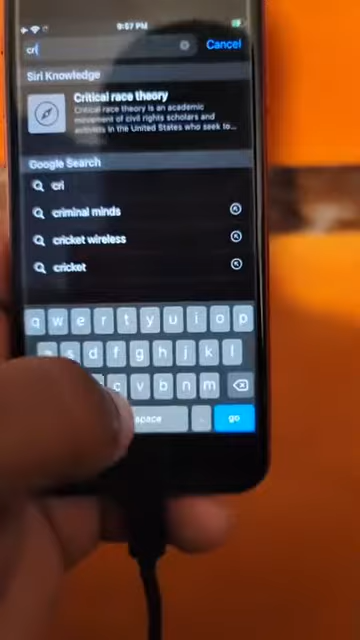 9:57 PM
cri
Cancel
Siri Knowledge
Critical race theory
Critical race theory is an academic
movement of civil rights scholars and
activists in the United States who seek to...
Google Search
cri
criminal minds
cricket wireless
cricket
q w e r t y u i o p
s d f g h j k l
c v b n m
space . go